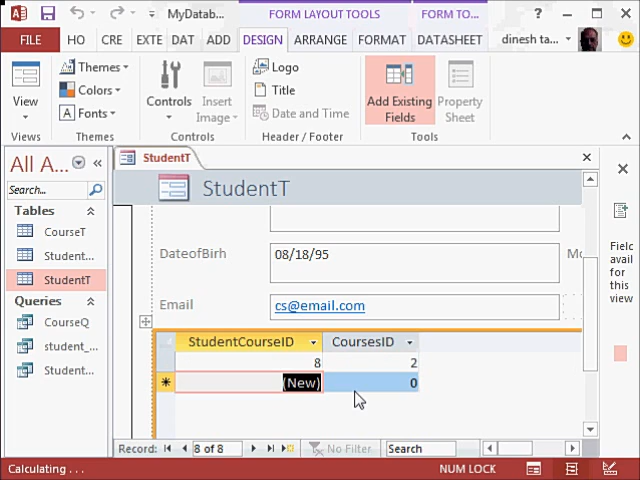 MyDatab...
FORM LAYOUT TOOLS
FORM TO...
?
FILE
HO
CRE
EXTE
DAT
ADD
DESIGN
ARRANGE
FORMAT
DATASHEET
dinesh ta...
View
Themes
Colors
Fonts
Controls
Insert Image
Logo
Title
Date and Time
Add Existing Fields
Property Sheet
Views
Themes
Controls
Header / Footer
Tools
All A...
Search...
Tables
CourseT
Student...
StudentT
Queries
CourseQ
student_...
Student...
StudentT
StudentT
DateofBirh
08/18/95
Mo
Email
cs@email.com
StudentCourseID
CoursesID
8
2
(New)
0
Record:
8 of 8
No Filter
Search
Fielc
avail
for
this
view
Calculating . . .
NUM LOCK